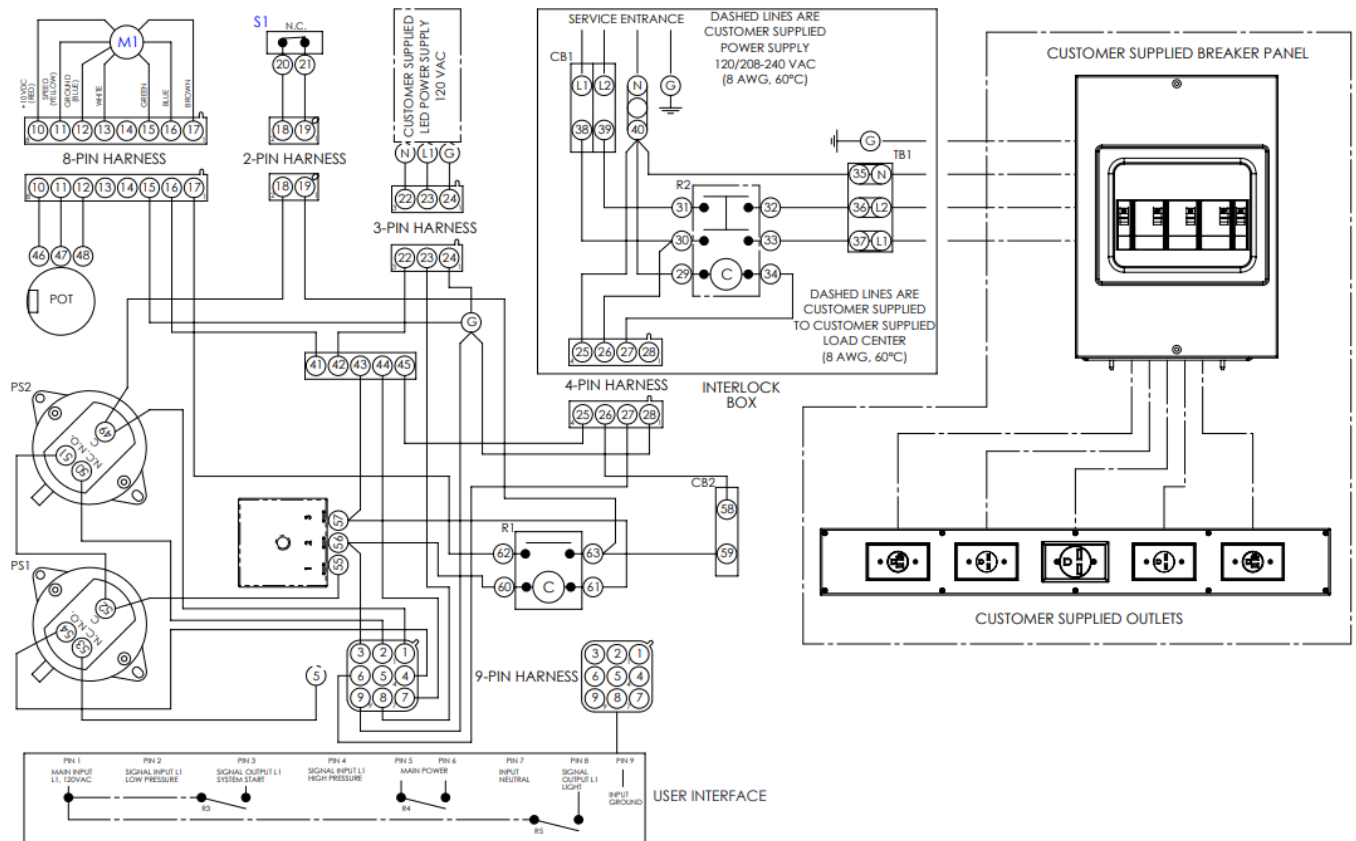 M1
+10VDC
(RED)
SPEED
(YELLOW)
GROUND
(BLUE)
WHITE
GREEN
BLUE
BROWN
10 11 12 13 14 15 16 17
8-PIN HARNESS
10 11 12 13 14 15 16 17
46 47 48
POT
S1
N.C.
20 21
18 19
2-PIN HARNESS
18 19
CUSTOMER SUPPLIED
LED POWER SUPPLY
120 VAC
N L1 G
22 23 24
3-PIN HARNESS
22 23 24
G
41 42 43 44 45
SERVICE ENTRANCE
DASHED LINES ARE
CUSTOMER SUPPLIED
POWER SUPPLY
120/208-240 VAC
(8 AWG, 60°C)
CB1
L1 L2 N G
38 39 40
G
TB1
35 N
36 L2
37 L1
R2
31 32
30 33
29 C 34
DASHED LINES ARE
CUSTOMER SUPPLIED
TO CUSTOMER SUPPLIED
LOAD CENTER
(8 AWG, 60°C)
25 26 27 28
4-PIN HARNESS
INTERLOCK
BOX
25 26 27 28
CUSTOMER SUPPLIED BREAKER PANEL
CUSTOMER SUPPLIED OUTLETS
PS2
49
C.
51 50
N.C. N.O.
PS1
52
C.
54 53
N.C. N.O.
3 57
2 56
1 55
R1
62 63
60 C 61
CB2
58
59
5
3 2 1
6 5 4
9 8 7
9-PIN HARNESS
3 2 1
6 5 4
9 8 7
PIN 1
MAIN INPUT
L1, 120VAC
PIN 2
SIGNAL INPUT L1
LOW PRESSURE
PIN 3
SIGNAL OUTPUT L1
SYSTEM START
PIN 4
SIGNAL INPUT L1
HIGH PRESSURE
PIN 5 PIN 6
MAIN POWER
PIN 7
INPUT
NEUTRAL
PIN 8
SIGNAL
OUTPUT L1
LIGHT
PIN 9
INPUT
GROUND
R3
R4
R5
USER INTERFACE